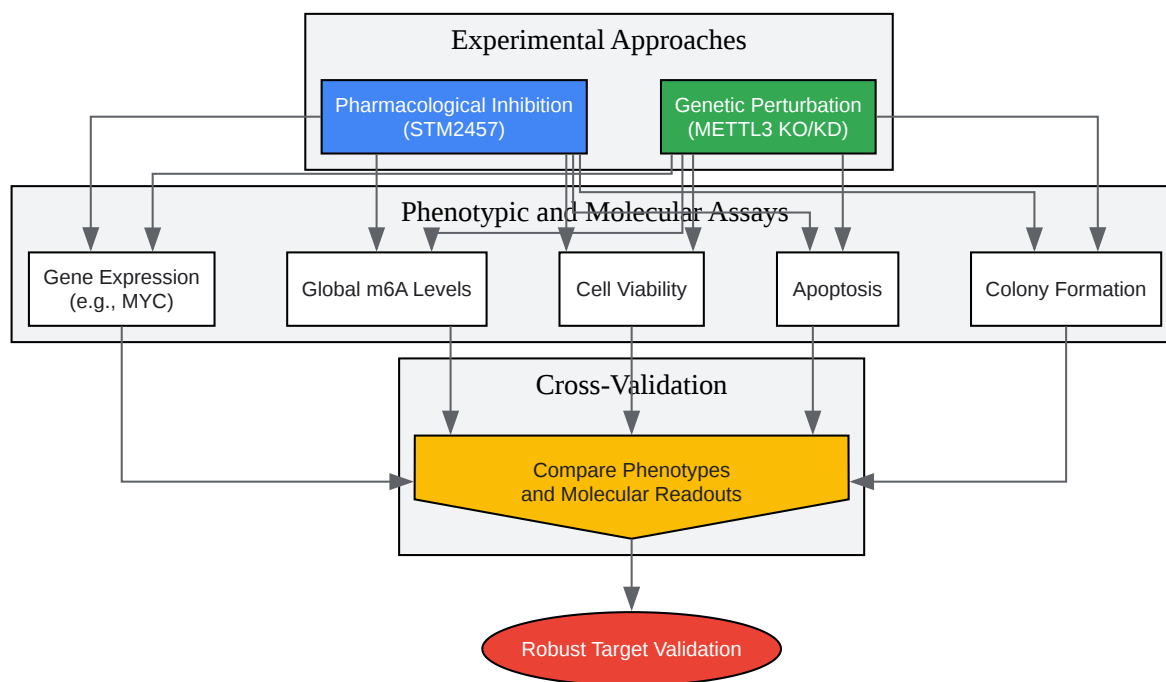 Experimental Approaches
Pharmacological Inhibition
(STM2457)
Genetic Perturbation
(METTL3 KO/KD)
Phenotypic and Molecular Assays
Gene Expression
(e.g., MYC)
Global m6A Levels
Cell Viability
Apoptosis
Colony Formation
Cross-Validation
Compare Phenotypes
and Molecular Readouts
Robust Target Validation